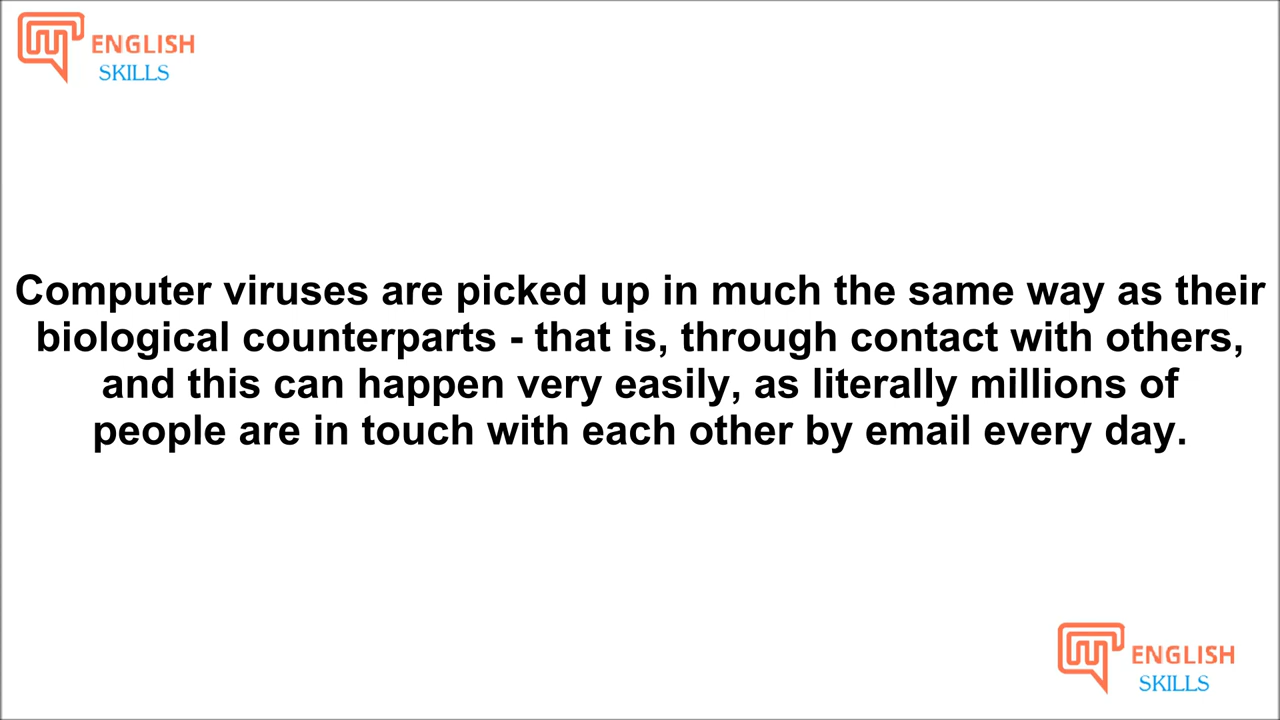 ENGLISH
SKILLS
Computer viruses are picked up in much the same way as their
biological counterparts - that is, through contact with others,
and this can happen very easily, as literally millions of
people are in touch with each other by email every day.
ENGLISH
SKILLS